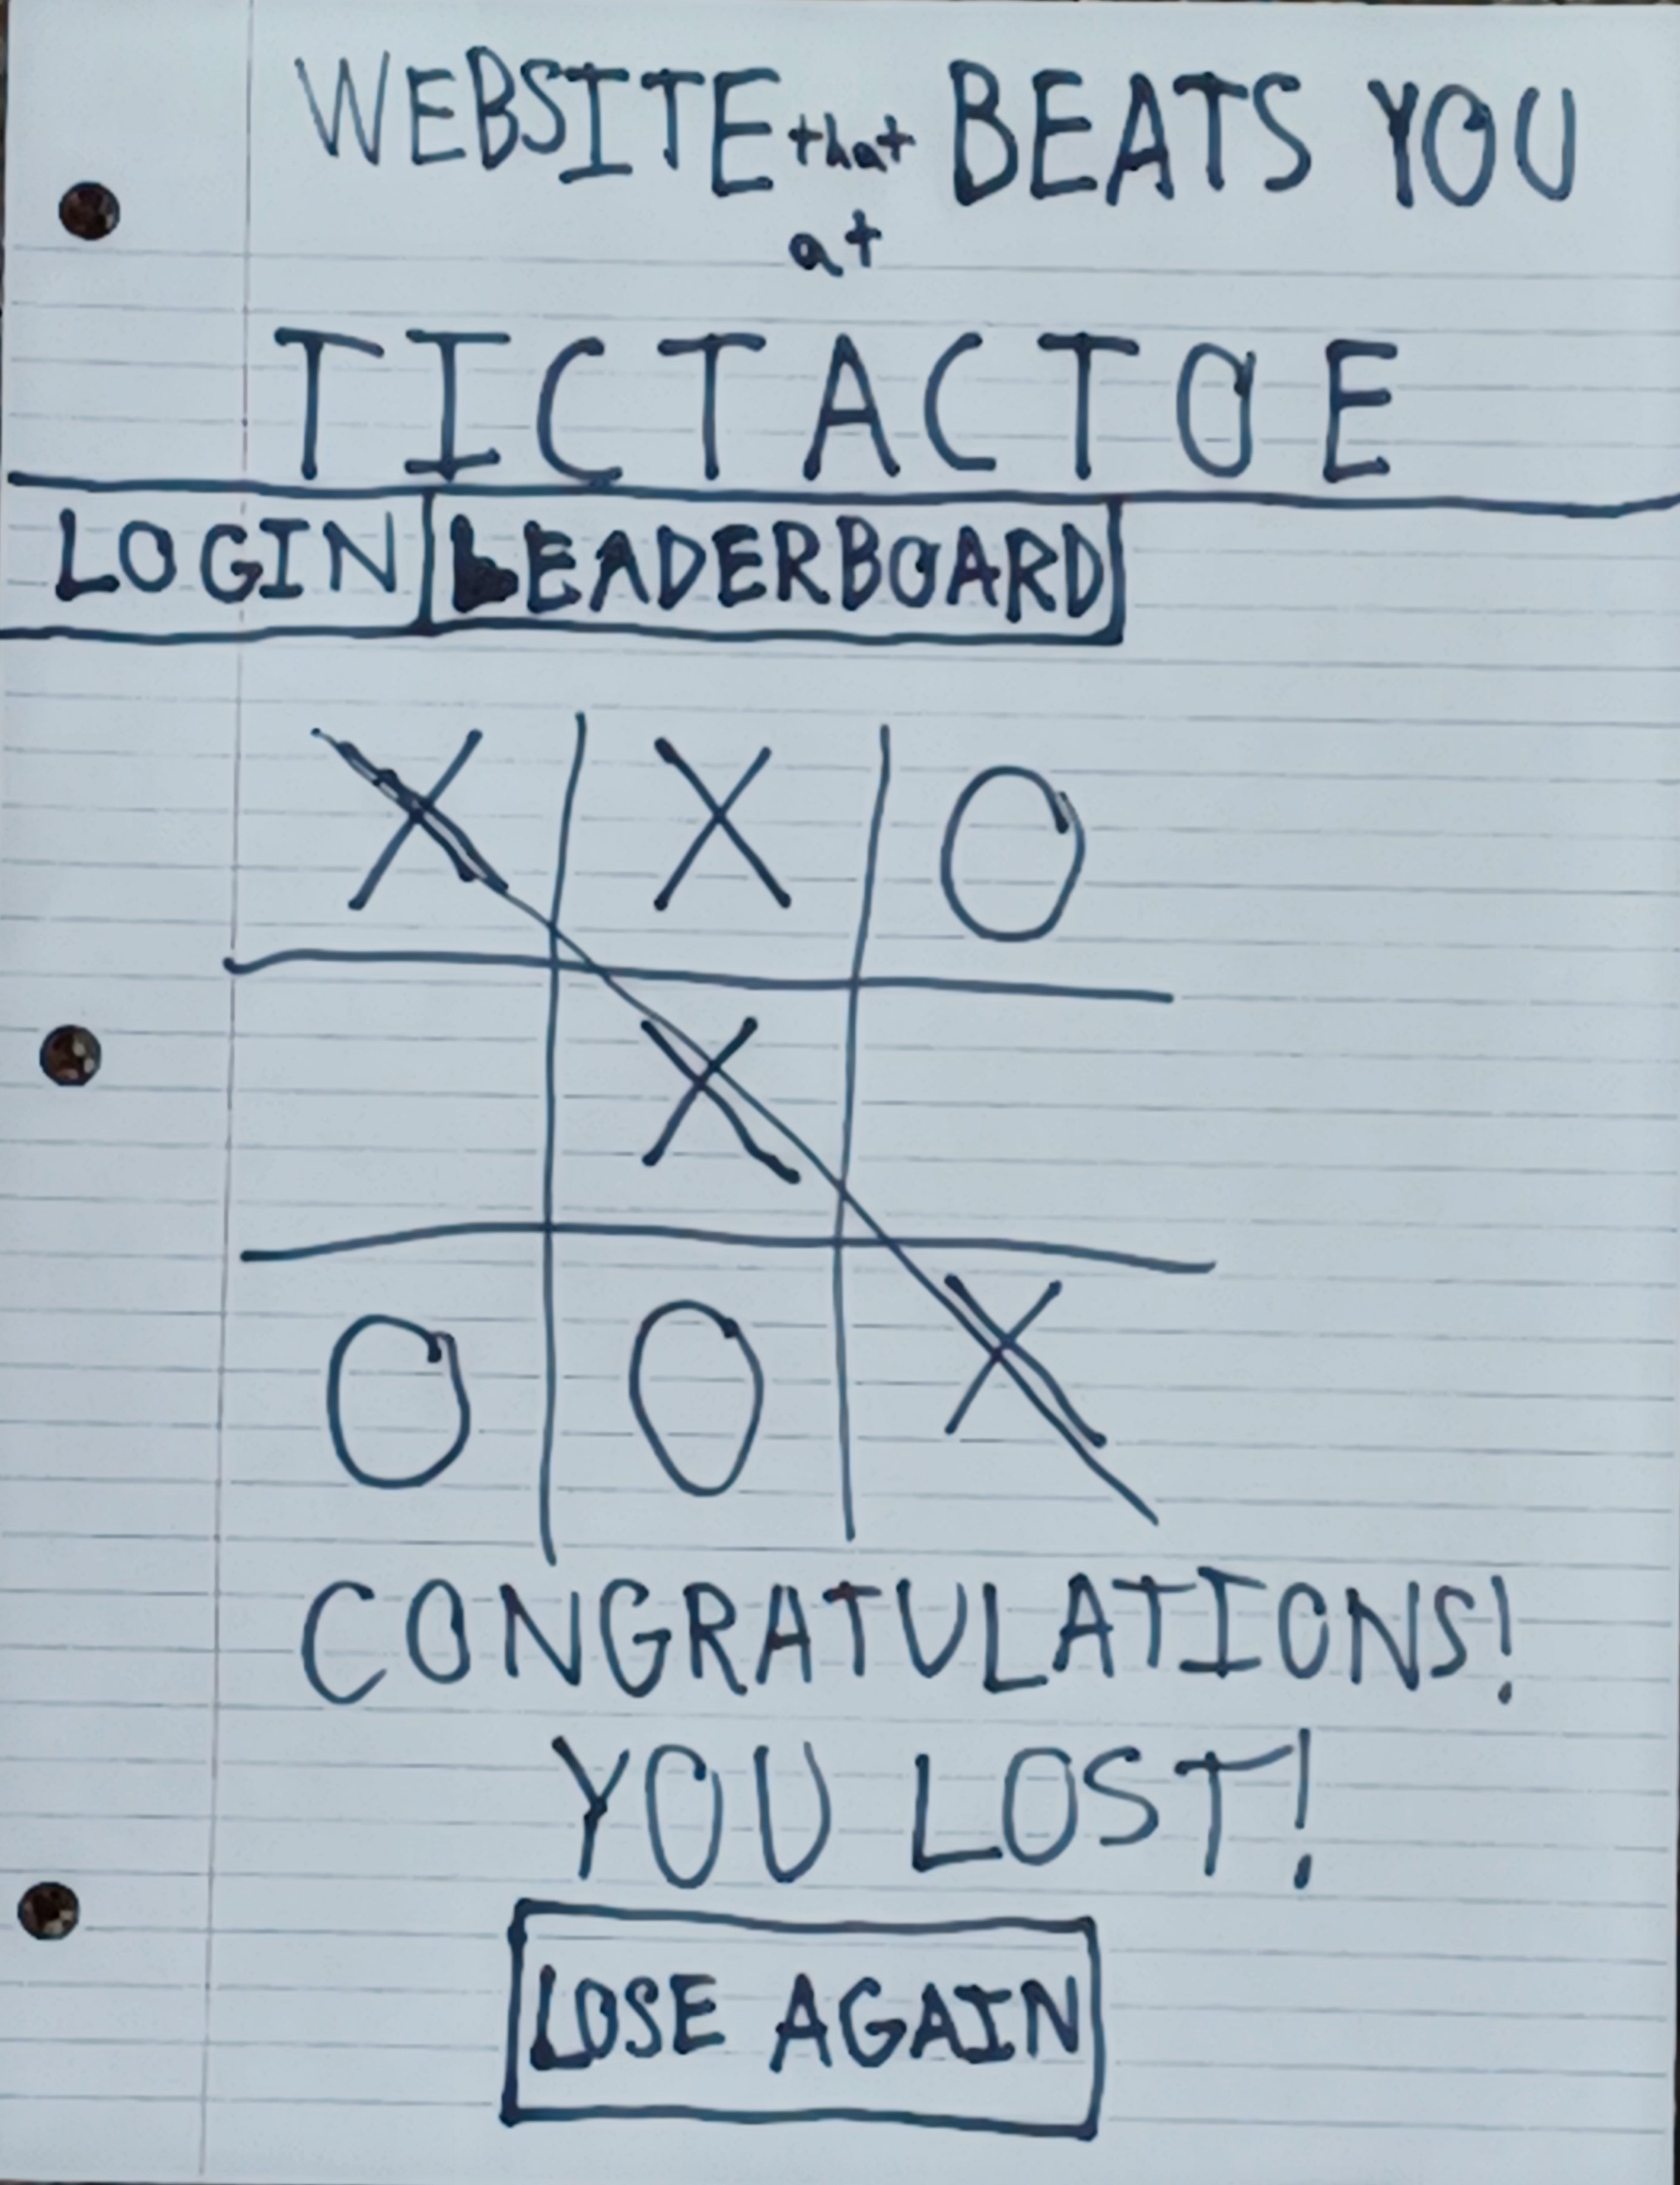 WEBSITE that BEATS YOU
at
TICTACTOE
LOGIN LEADERBOARD
X X O
X
O O X
CONGRATULATIONS!
YOU LOST!
LOSE AGAIN